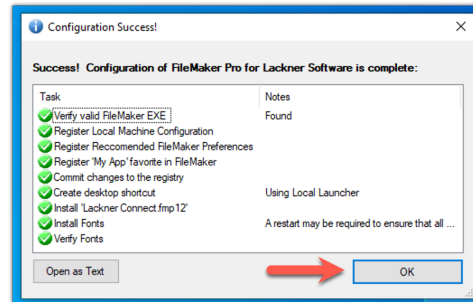 Configuration Success!
Success! Configuration of FileMaker Pro for Lackner Software is complete:
Task Notes
Verify valid FileMaker EXE Found
Register Local Machine Configuration
Register Reccomended FileMaker Preferences
Register 'My App' favorite in FileMaker
Commit changes to the registry
Create desktop shortcut Using Local Launcher
Install 'Lackner Connect.fmp12'
Install Fonts A restart may be required to ensure that all ...
Verify Fonts
Open as Text OK